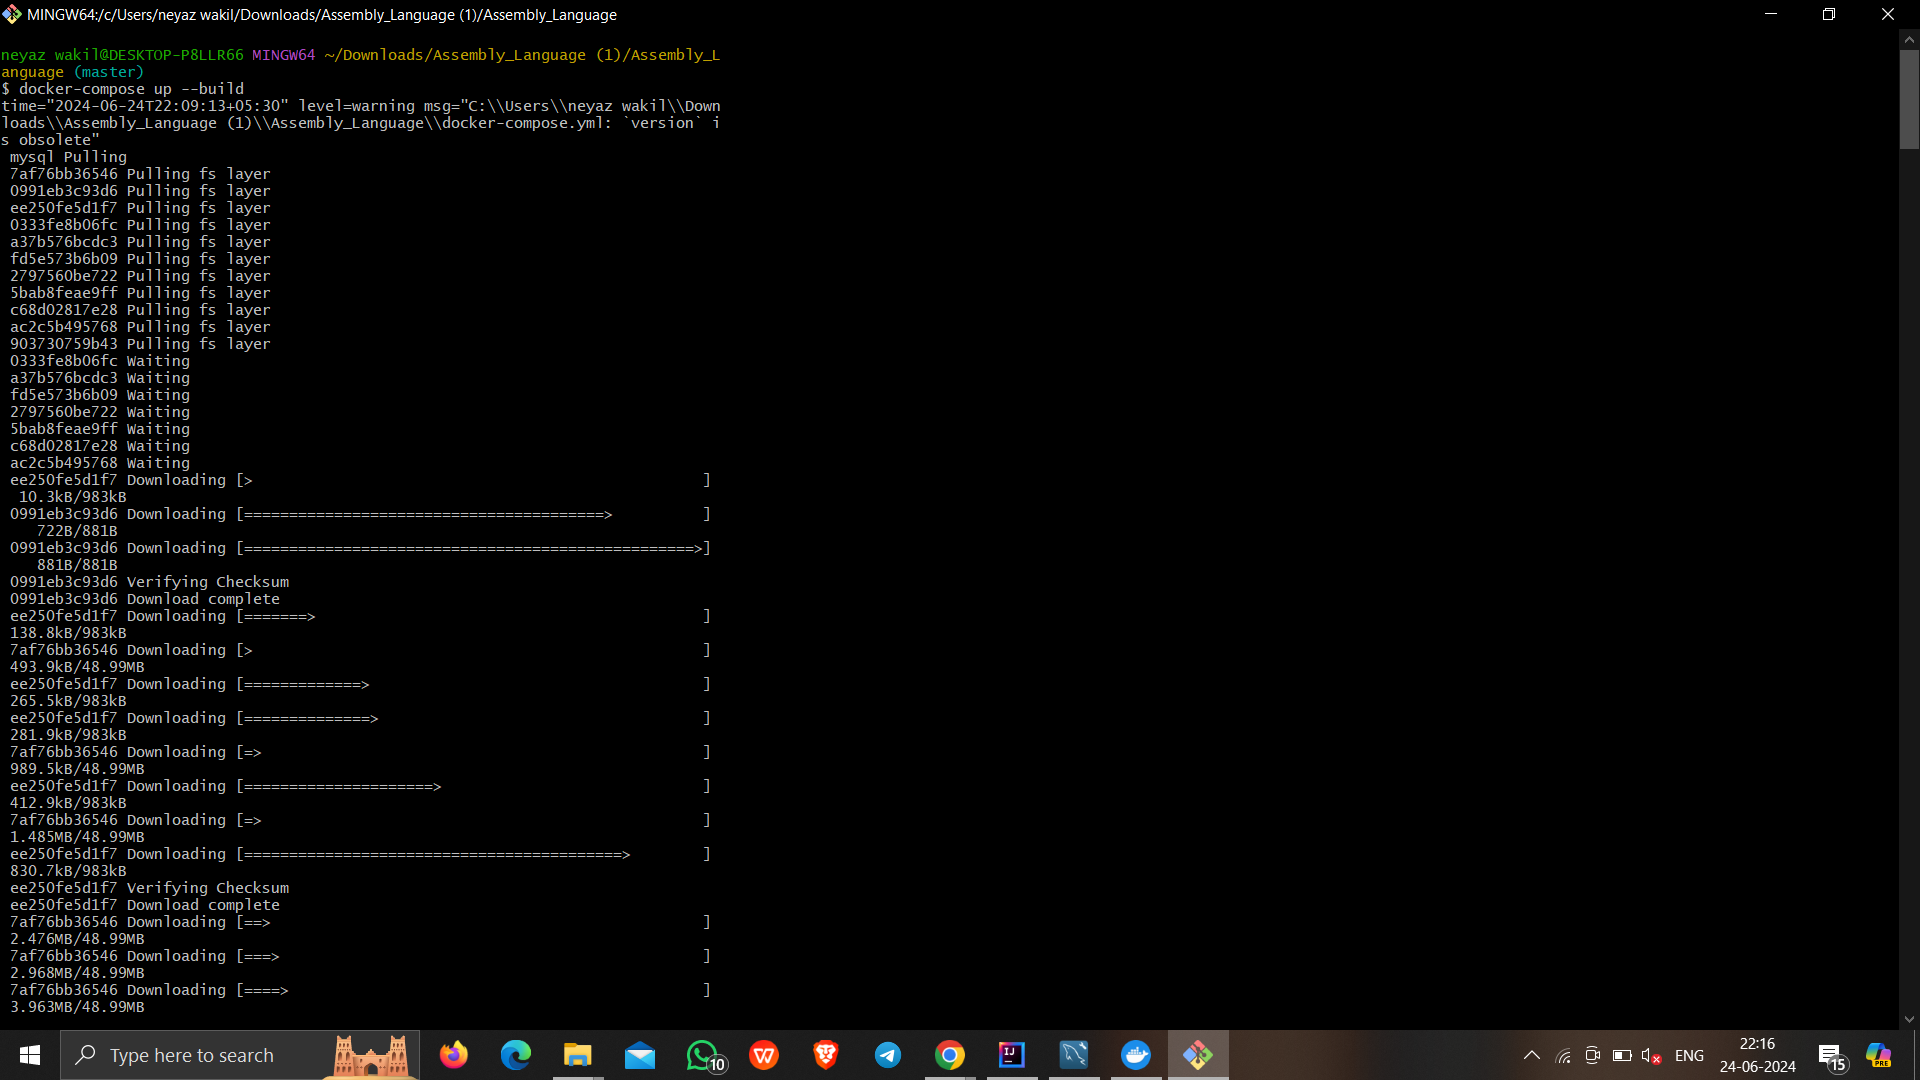 MINGW64:/c/Users/neyaz wakil/Downloads/Assembly_Language (1)/Assembly_Language
neyaz wakil@DESKTOP-P8LLR66 MINGW64 ~/Downloads/Assembly_Language (1)/Assembly_L
anguage (master)
$ docker-compose up --build
time="2024-06-24T22:09:13+05:30" level=warning msg="C:\\Users\\neyaz wakil\\Down
loads\\Assembly_Language (1)\\Assembly_Language\\docker-compose.yml: `version` i
s obsolete"
mysql Pulling
7af76bb36546 Pulling fs layer
0991eb3c93d6 Pulling fs layer
ee250fe5d1f7 Pulling fs layer
0333fe8b06fc Pulling fs layer
a37b576bcdc3 Pulling fs layer
fd5e573b6b09 Pulling fs layer
2797560be722 Pulling fs layer
5bab8feae9ff Pulling fs layer
c68d02817e28 Pulling fs layer
ac2c5b495768 Pulling fs layer
903730759b43 Pulling fs layer
0333fe8b06fc Waiting
a37b576bcdc3 Waiting
fd5e573b6b09 Waiting
2797560be722 Waiting
5bab8feae9ff Waiting
c68d02817e28 Waiting
ac2c5b495768 Waiting
ee250fe5d1f7 Downloading [>                                                  ]
10.3kB/983kB
0991eb3c93d6 Downloading [========================================>          ]
722B/881B
0991eb3c93d6 Downloading [==================================================>]
881B/881B
0991eb3c93d6 Verifying Checksum
0991eb3c93d6 Download complete
ee250fe5d1f7 Downloading [=======>                                           ]
138.8kB/983kB
7af76bb36546 Downloading [>                                                  ]
493.9kB/48.99MB
ee250fe5d1f7 Downloading [=============>                                     ]
265.5kB/983kB
ee250fe5d1f7 Downloading [==============>                                    ]
281.9kB/983kB
7af76bb36546 Downloading [=>                                                 ]
989.5kB/48.99MB
ee250fe5d1f7 Downloading [=====================>                             ]
412.9kB/983kB
7af76bb36546 Downloading [=>                                                 ]
1.485MB/48.99MB
ee250fe5d1f7 Downloading [==========================================>        ]
830.7kB/983kB
ee250fe5d1f7 Verifying Checksum
ee250fe5d1f7 Download complete
7af76bb36546 Downloading [==>                                                ]
2.476MB/48.99MB
7af76bb36546 Downloading [===>                                               ]
2.968MB/48.99MB
7af76bb36546 Downloading [====>                                              ]
3.963MB/48.99MB
Type here to search
10
ENG
22:16
24-06-2024
15
PRE